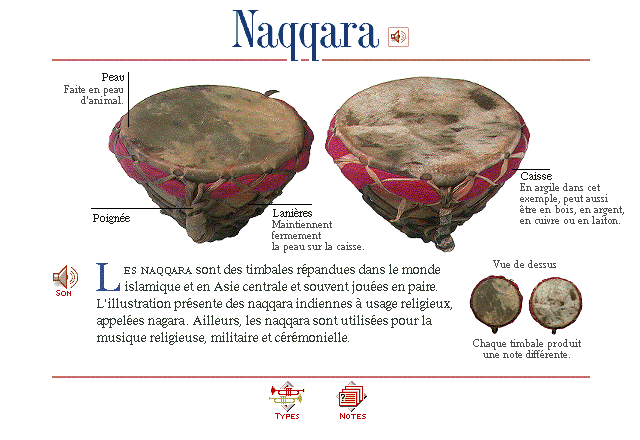 Naqqara
Peau
Faite en peau
d'animal.
Poignée
Lanières
Maintiennent
fermement
la peau sur la caisse.
Caisse
En argile dans cet
exemple, peut aussi
être en bois, en argent,
en cuivre ou en laiton.
Son
LES NAQQARA sont des timbales répandues dans le monde
islamique et en Asie centrale et souvent jouées en paire.
L'illustration présente des naqqara indiennes à usage religieux,
appelées nagara. Ailleurs, les naqqara sont utilisées pour la
musique religieuse, militaire et cérémonielle.
Vue de dessus
Chaque timbale produit
une note différente.
Types
Notes